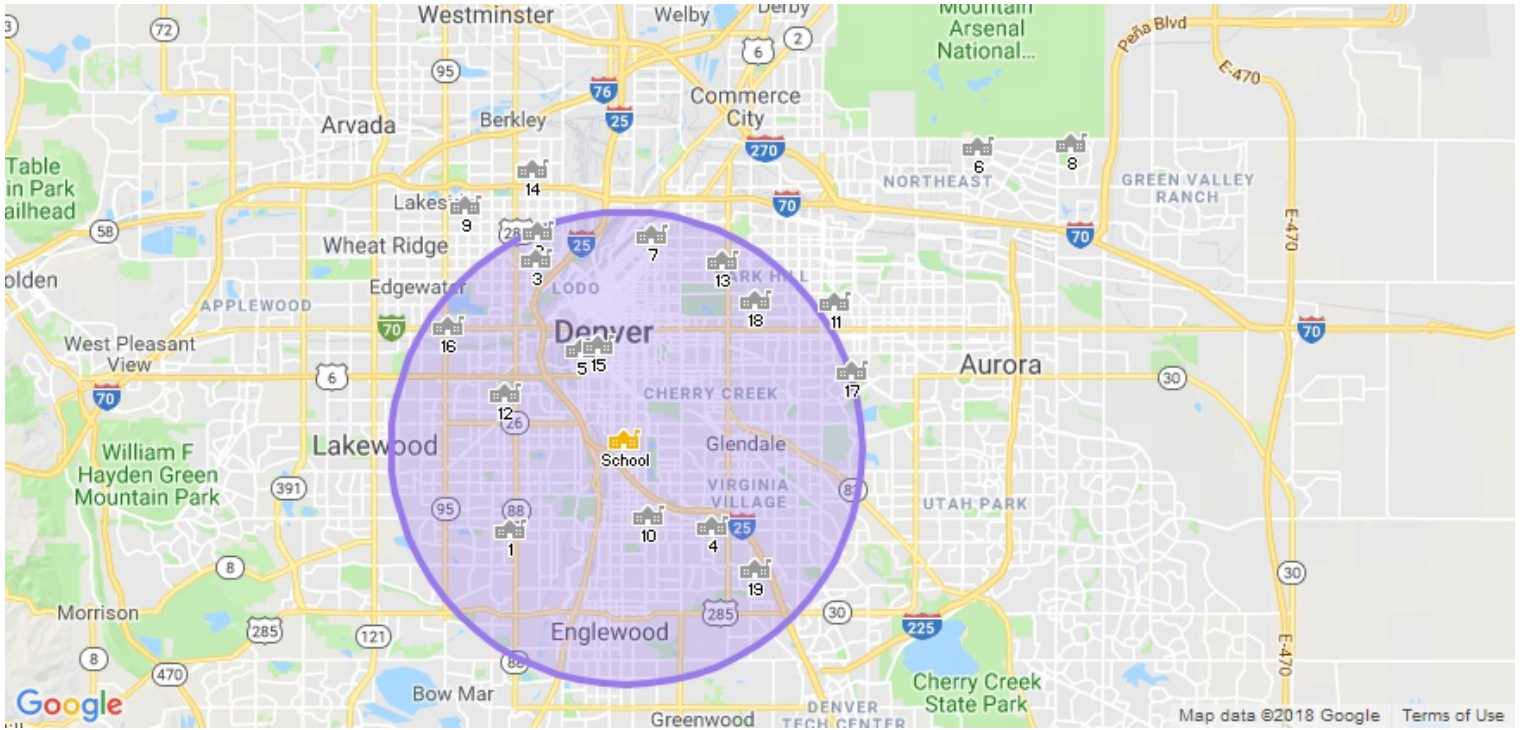 Westminster
Welby
Derby
Mountain
Arsenal
National...
Peña Blvd
E-470
3
72
2
6
95
76
25
Commerce
City
Arvada
Berkley
270
6
8
NORTHEAST
GREEN VALLEY
RANCH
Table
in Park
ailhead
14
70
Lakes
9
58
Wheat Ridge
28
25
7
70
E-470
3
13
ARK HILL
olden
Edgewater
LODO
APPLEWOOD
18
11
70
Denver
70
16
West Pleasant
View
5
15
Aurora
6
17
30
70
CHERRY CREEK
12
26
Lakewood
School
Glendale
William F
Hayden Green
Mountain Park
391
VIRGINIA
VILLAGE
83
UTAH PARK
95
88
1
10
4
25
8
19
30
Morrison
285
121
285
30
225
Englewood
E-470
8
470
88
Bow Mar
Cherry Creek
State Park
Google
Greenwood
DENVER
TECH CENTER
Map data ©2018 Google
Terms of Use